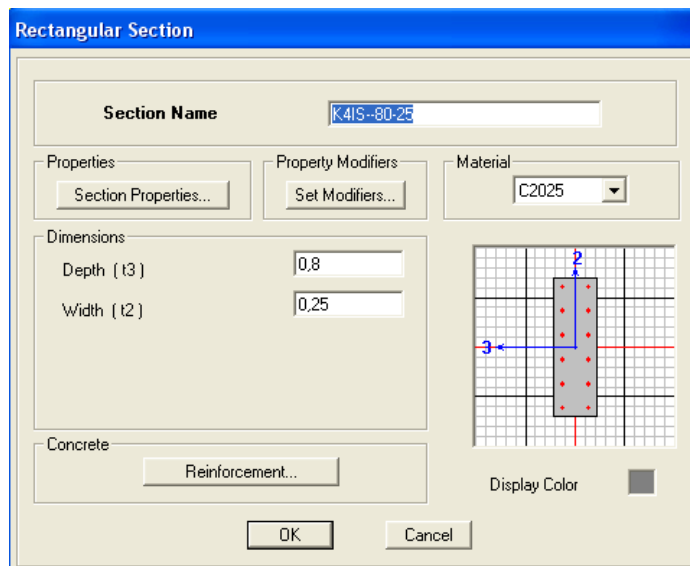 Rectangular Section
Section Name
K4IS--80-25
Properties
Section Properties...
Property Modifiers
Set Modifiers...
Material
C2025
Dimensions
Depth ( t3 )
0,8
Width ( t2 )
0,25
2
3
Concrete
Reinforcement...
Display Color
OK
Cancel